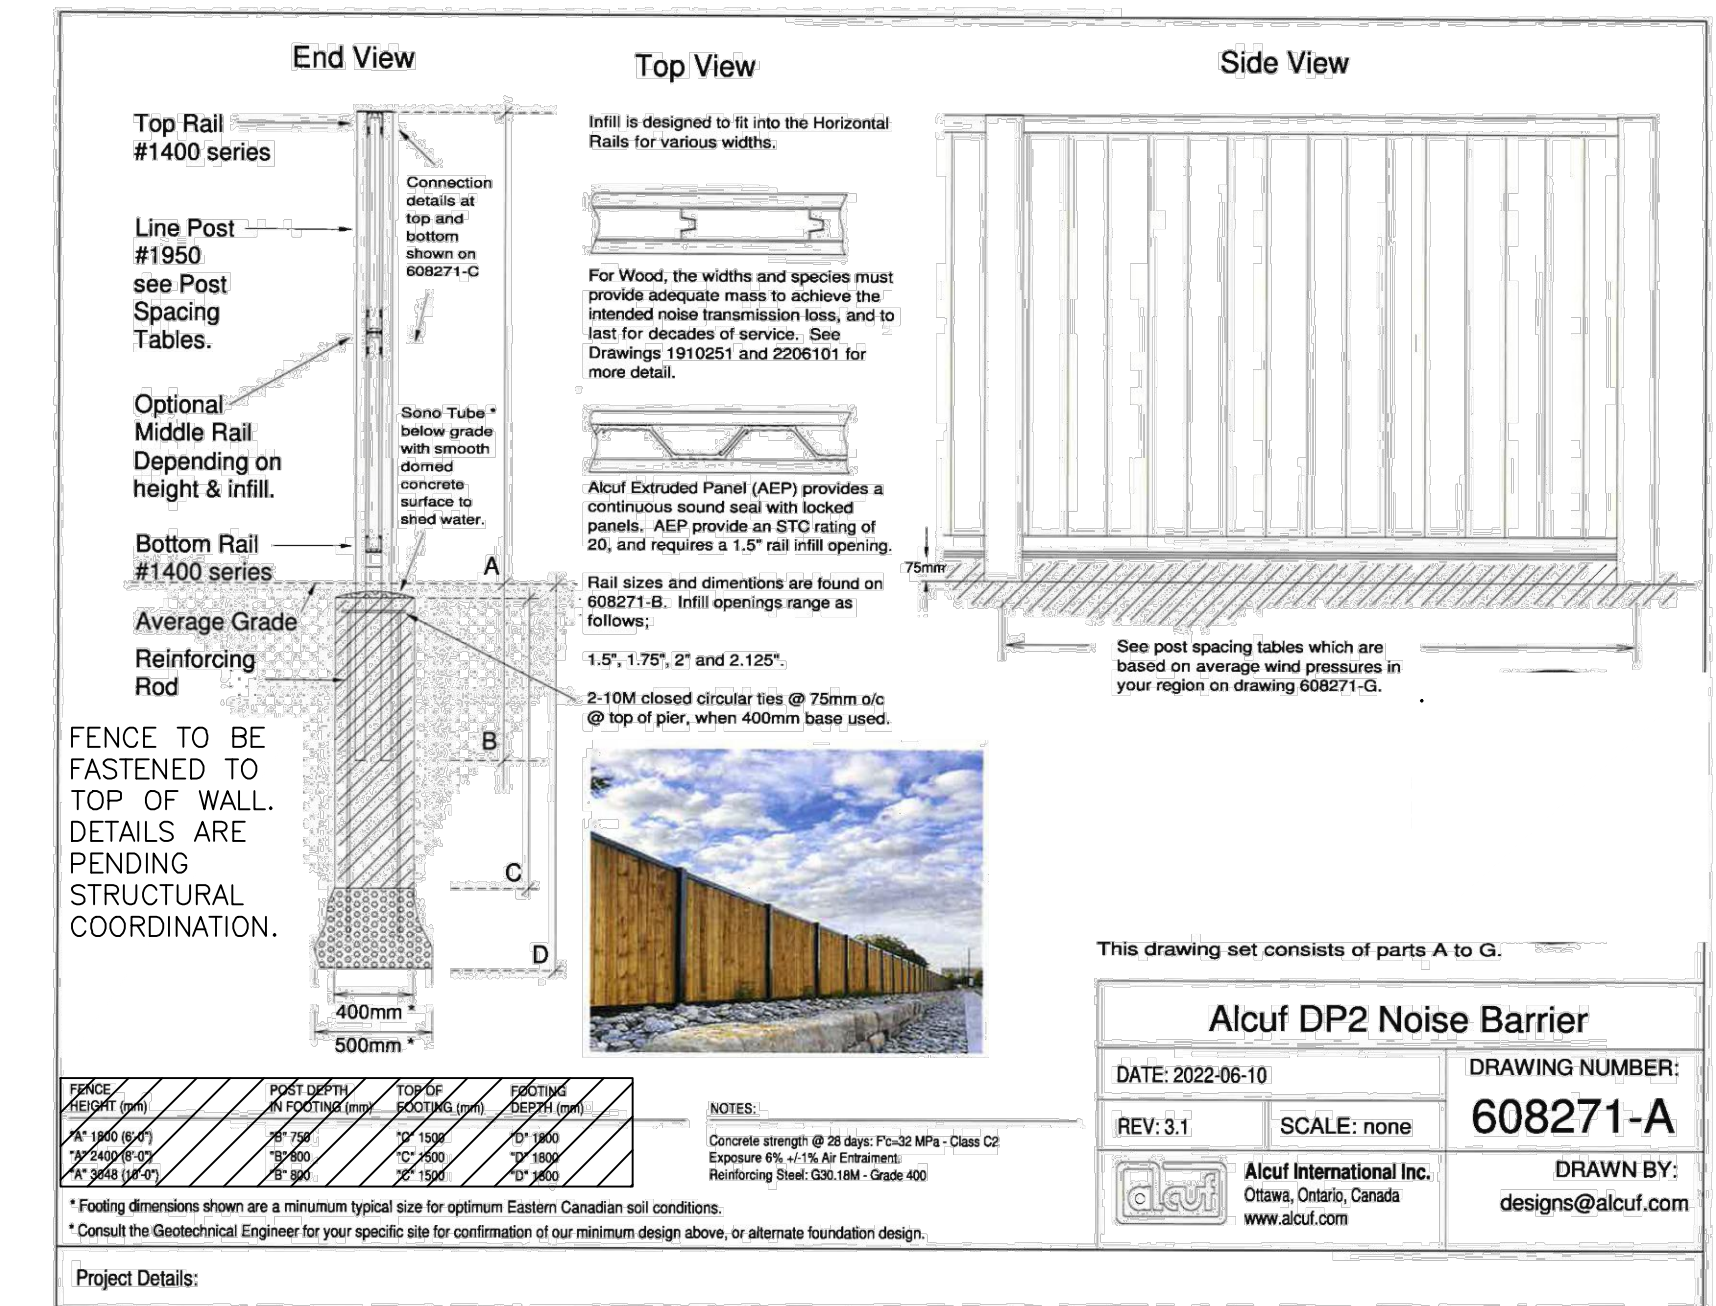 End View
Top View
Side View
Top Rail
#1400 series
Line Post
#1950
see Post
Spacing
Tables.
Optional
Middle Rail
Depending on
height & infill.
Bottom Rail
#1400 series
Average Grade
Reinforcing
Rod
FENCE TO BE
FASTENED TO
TOP OF WALL.
DETAILS ARE
PENDING
STRUCTURAL
COORDINATION.
Connection
details at
top and
bottom
shown on
608271-C
Sono Tube *
below grade
with smooth
domed
concrete
surface to
shed water.
A
B
C
D
400mm *
500mm *
Infill is designed to fit into the Horizontal
Rails for various widths.
For Wood, the widths and species must
provide adequate mass to achieve the
intended noise transmission loss, and to
last for decades of service. See
Drawings 1910251 and 2206101 for
more detail.
Alcuf Extruded Panel (AEP) provides a
continuous sound seal with locked
panels. AEP provide an STC rating of
20, and requires a 1.5" rail infill opening.
Rail sizes and dimentions are found on
608271-B. Infill openings range as
follows;
1.5", 1.75", 2" and 2.125".
2-10M closed circular ties @ 75mm o/c
@ top of pier, when 400mm base used.
75mm
See post spacing tables which are
based on average wind pressures in
your region on drawing 608271-G.
This drawing set consists of parts A to G.
Alcuf DP2 Noise Barrier
DATE: 2022-06-10
REV: 3.1
SCALE: none
DRAWING NUMBER:
608271-A
alcuf
Alcuf International Inc.
Ottawa, Ontario, Canada
www.alcuf.com
DRAWN BY:
designs@alcuf.com
FENCE HEIGHT (mm) POST DEPTH IN FOOTING (mm) TOP OF FOOTING (mm) FOOTING DEPTH (mm)
"A" 1800 (6'-0") "B" 750 "C" 1500 "D" 1800
"A" 2400 (8'-0") "B" 800 "C" 1500 "D" 1800
"A" 3048 (10'-0") "B" 800 "C" 1500 "D" 1800
NOTES:
Concrete strength @ 28 days: F'c=32 MPa - Class C2
Exposure 6% +/-1% Air Entraiment.
Reinforcing Steel: G30.18M - Grade 400
* Footing dimensions shown are a minumum typical size for optimum Eastern Canadian soil conditions.
* Consult the Geotechnical Engineer for your specific site for confirmation of our minimum design above, or alternate foundation design.
Project Details: